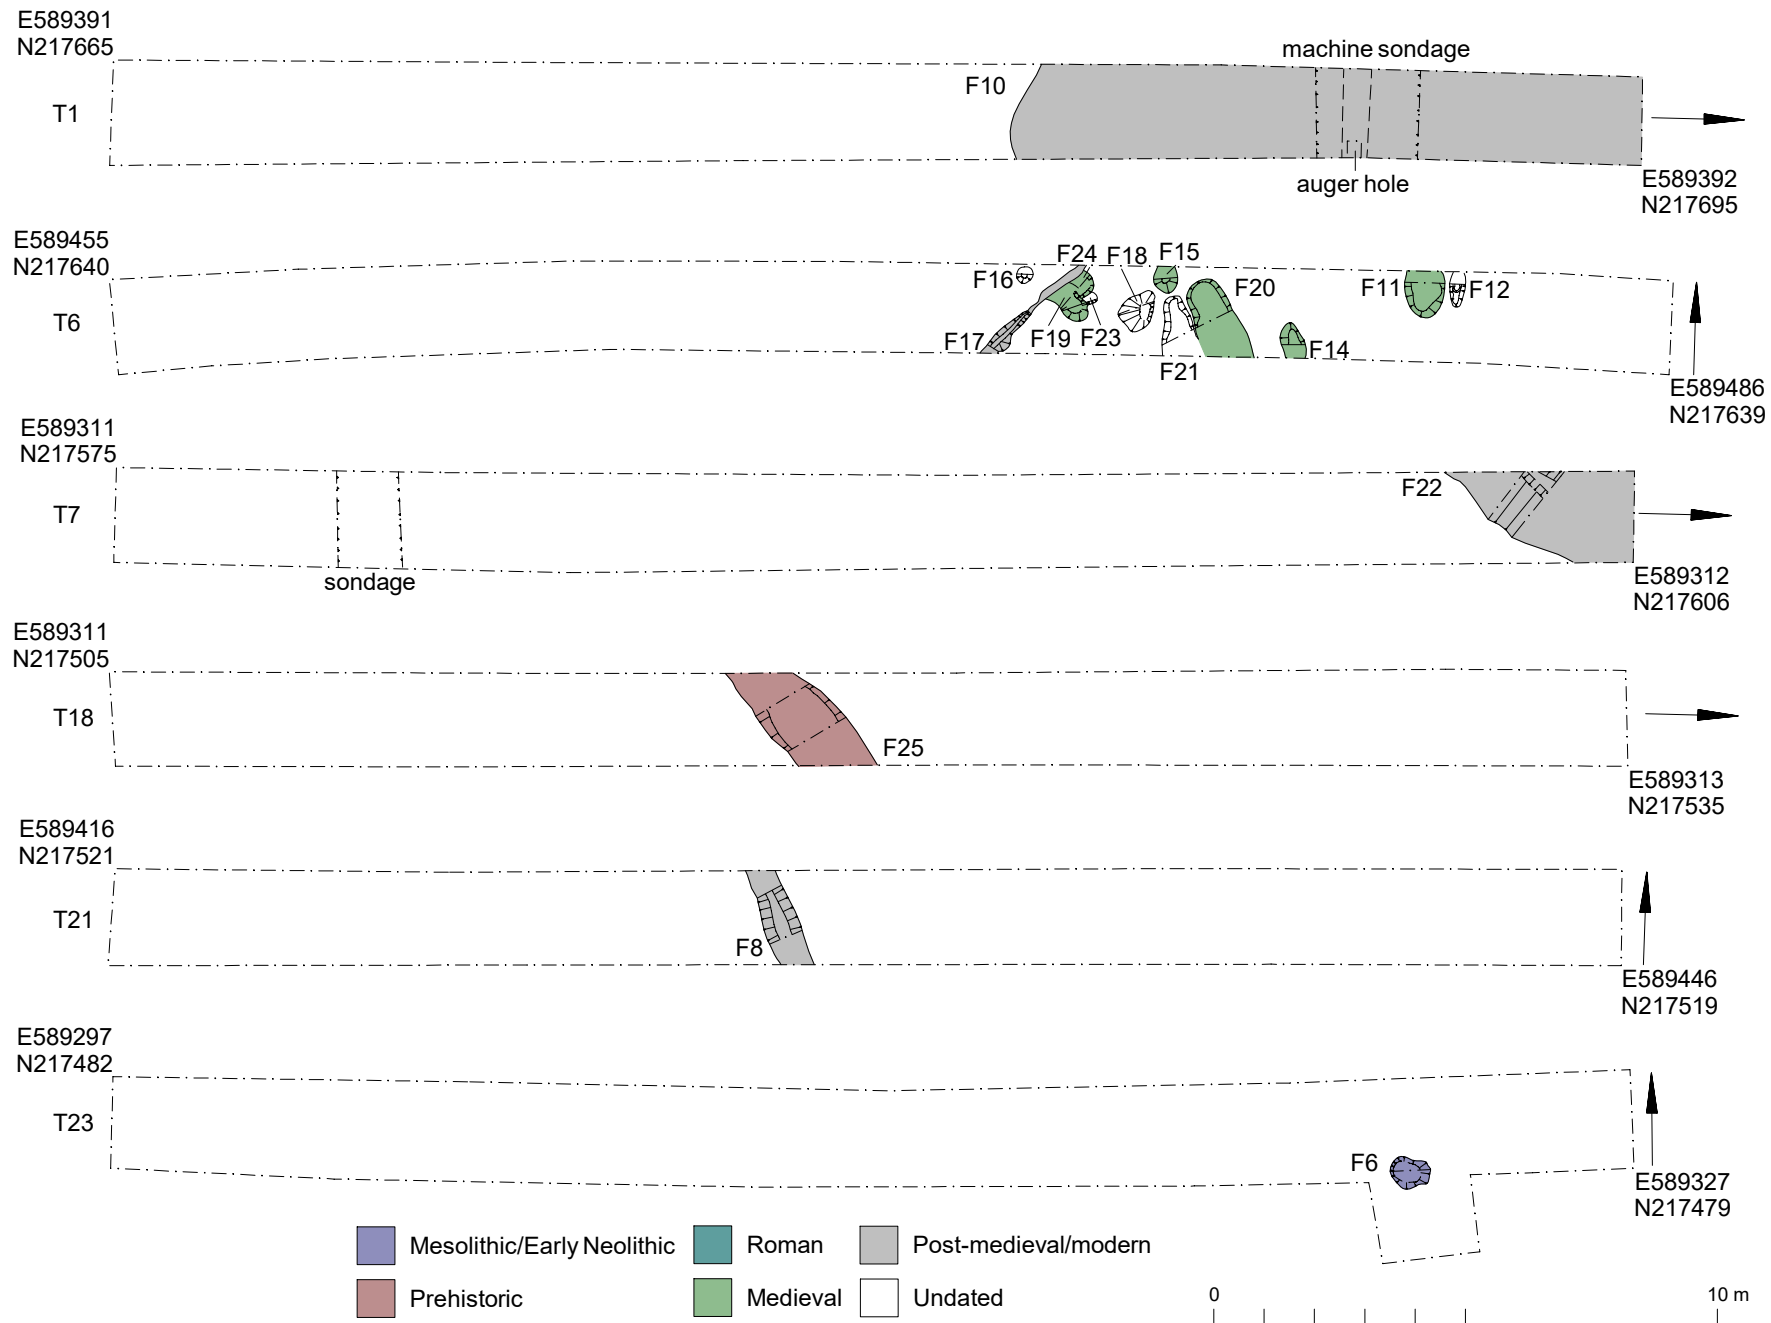 E589391
N217665
machine sondage
F10
T1
auger hole
E589392
N217695
E589455
N217640
F24
F18
F15
F16
F20
F11
F12
T6
F17
F19
F23
F14
F21
E589486
N217639
E589311
N217575
F22
T7
sondage
E589312
N217606
E589311
N217505
T18
F25
E589313
N217535
E589416
N217521
T21
F8
E589446
N217519
E589297
N217482
T23
F6
E589327
N217479
Mesolithic/Early Neolithic
Roman
Post-medieval/modern
Prehistoric
Medieval
Undated
0
10 m